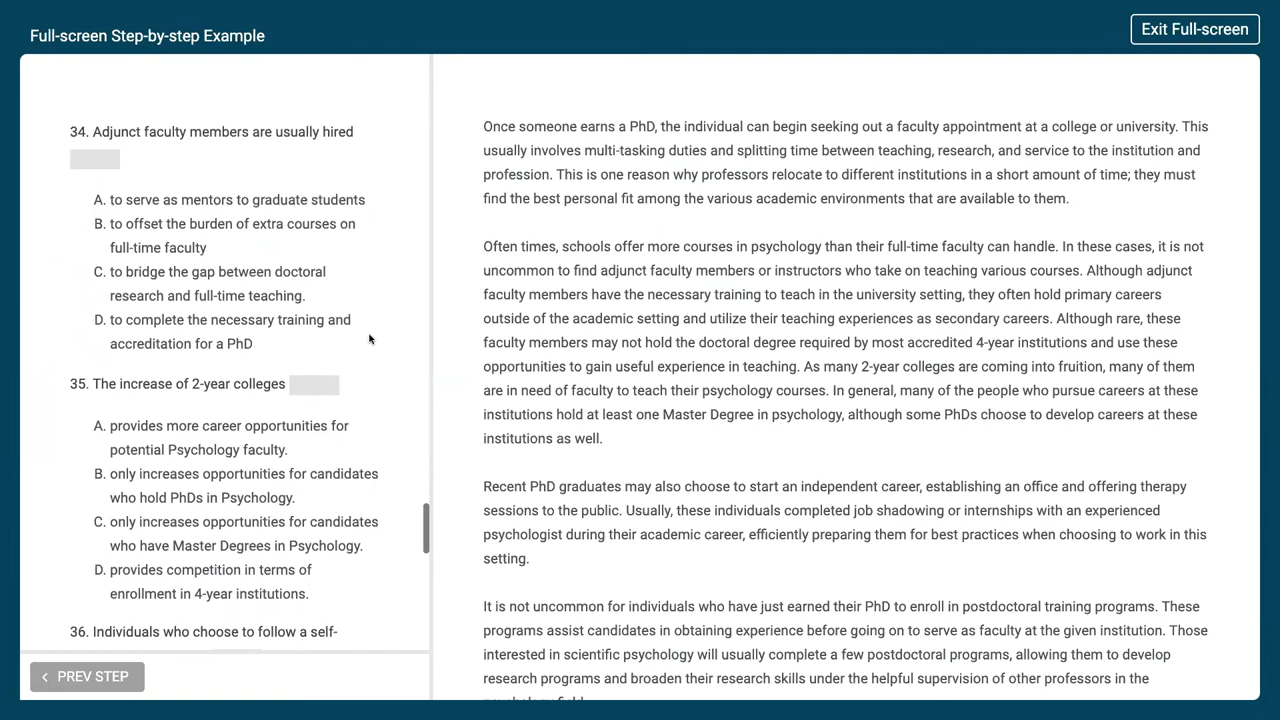 Full-screen Step-by-step Example
Exit Full-screen
34. Adjunct faculty members are usually hired
A. to serve as mentors to graduate students
B. to offset the burden of extra courses on
full-time faculty
C. to bridge the gap between doctoral
research and full-time teaching.
D. to complete the necessary training and
accreditation for a PhD
35. The increase of 2-year colleges
A. provides more career opportunities for
potential Psychology faculty.
B. only increases opportunities for candidates
who hold PhDs in Psychology.
C. only increases opportunities for candidates
who have Master Degrees in Psychology.
D. provides competition in terms of
enrollment in 4-year institutions.
36. Individuals who choose to follow a self-
PREV STEP
Once someone earns a PhD, the individual can begin seeking out a faculty appointment at a college or university. This
usually involves multi-tasking duties and splitting time between teaching, research, and service to the institution and
profession. This is one reason why professors relocate to different institutions in a short amount of time; they must
find the best personal fit among the various academic environments that are available to them.
Often times, schools offer more courses in psychology than their full-time faculty can handle. In these cases, it is not
uncommon to find adjunct faculty members or instructors who take on teaching various courses. Although adjunct
faculty members have the necessary training to teach in the university setting, they often hold primary careers
outside of the academic setting and utilize their teaching experiences as secondary careers. Although rare, these
faculty members may not hold the doctoral degree required by most accredited 4-year institutions and use these
opportunities to gain useful experience in teaching. As many 2-year colleges are coming into fruition, many of them
are in need of faculty to teach their psychology courses. In general, many of the people who pursue careers at these
institutions hold at least one Master Degree in psychology, although some PhDs choose to develop careers at these
institutions as well.
Recent PhD graduates may also choose to start an independent career, establishing an office and offering therapy
sessions to the public. Usually, these individuals completed job shadowing or internships with an experienced
psychologist during their academic career, efficiently preparing them for best practices when choosing to work in this
setting.
It is not uncommon for individuals who have just earned their PhD to enroll in postdoctoral training programs. These
programs assist candidates in obtaining experience before going on to serve as faculty at the given institution. Those
interested in scientific psychology will usually complete a few postdoctoral programs, allowing them to develop
research programs and broaden their research skills under the helpful supervision of other professors in the